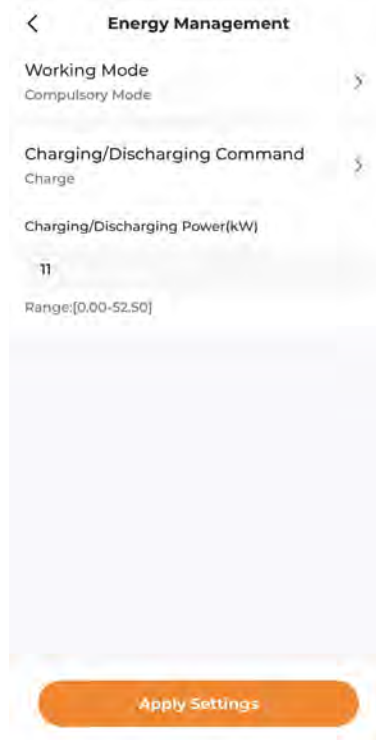 Energy Management
Working Mode
Compulsory Mode
Charging/Discharging Command
Charge
Charging/Discharging Power(kW)
11
Range:[0.00-52.50]
Apply Settings